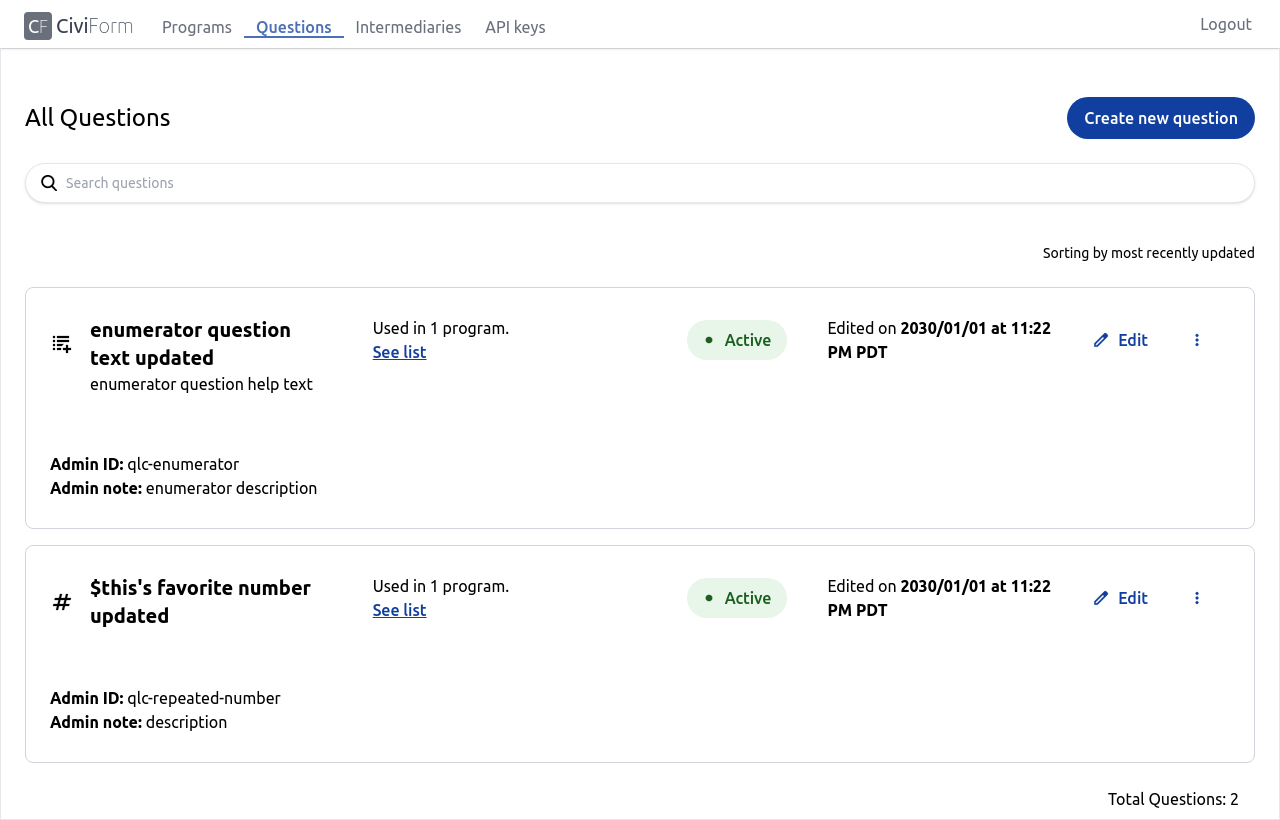 CF CiviForm Programs Questions Intermediaries API keys Logout
All Questions
Create new question
Search questions
Sorting by most recently updated
enumerator question
text updated
enumerator question help text
Used in 1 program.
See list
Active
Edited on 2030/01/01 at 11:22
PM PDT
Edit
Admin ID: qlc-enumerator
Admin note: enumerator description
$this's favorite number
updated
Used in 1 program.
See list
Active
Edited on 2030/01/01 at 11:22
PM PDT
Edit
Admin ID: qlc-repeated-number
Admin note: description
Total Questions: 2